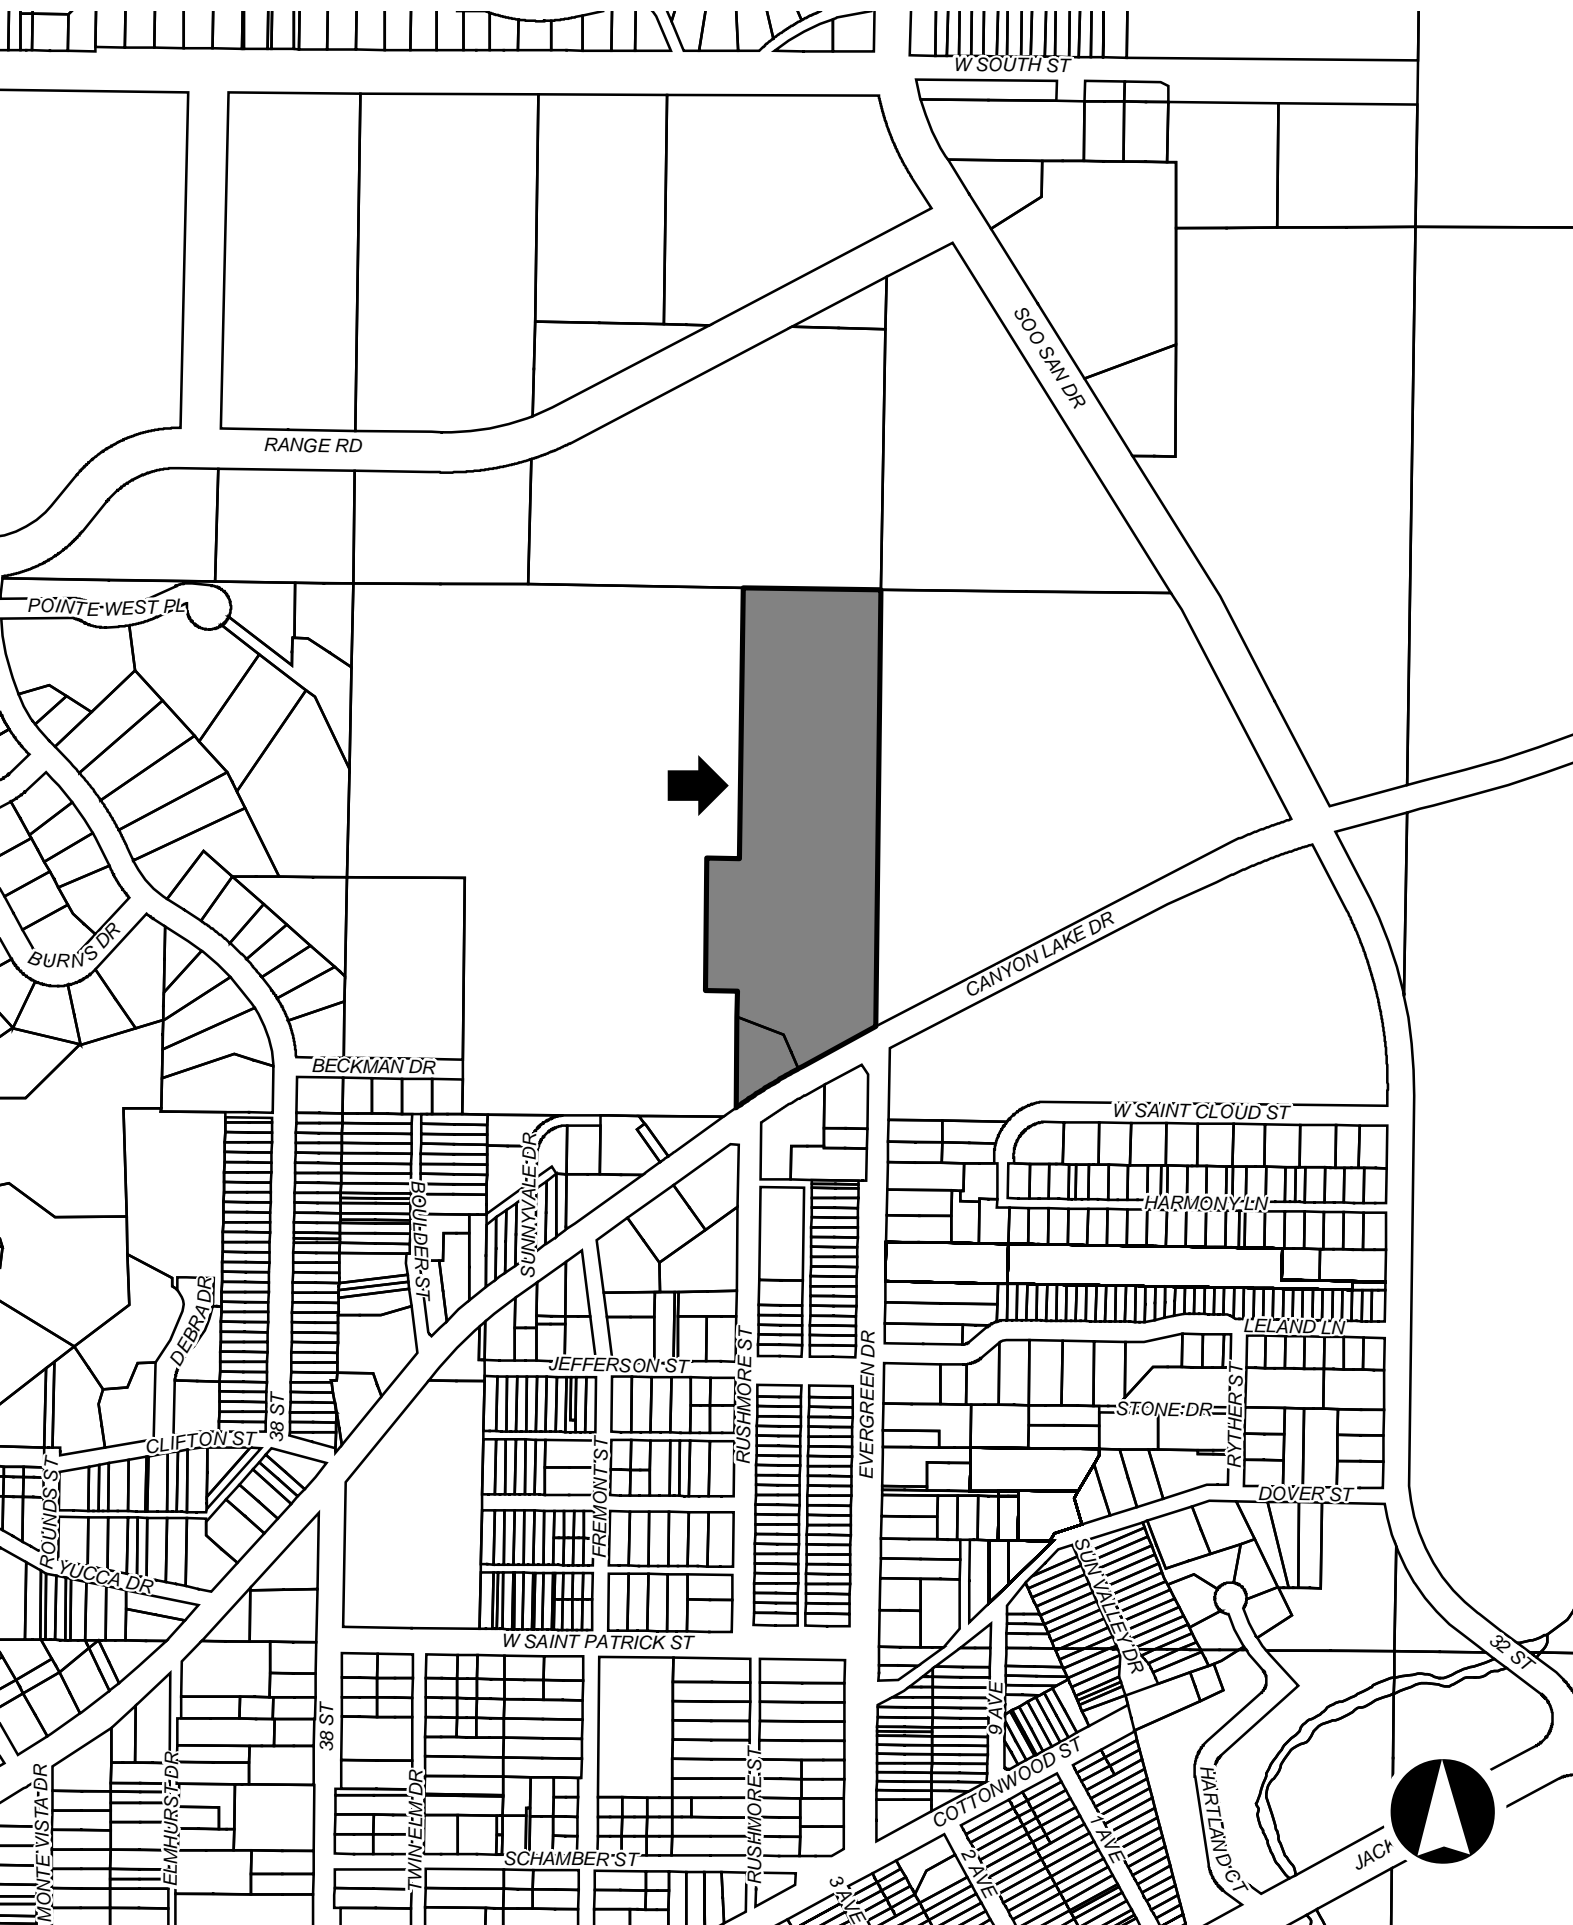 W SOUTH ST
SOO SAN DR
RANGE RD
POINTE WEST PL
BURNS DR
CANYON LAKE DR
BECKMAN DR
W SAINT CLOUD ST
SUNNYVALE DR
BOULDER ST
HARMONY LN
DEBRA DR
LELAND LN
JEFFERSON ST
RUSHMORE ST
EVERGREEN DR
RYTHER ST
STONE DR
38 ST
CLIFTON ST
ROUNDS ST
FREMONT ST
DOVER ST
YUCCA DR
SUN VALLEY DR
W SAINT PATRICK ST
32 ST
38 ST
9 AVE
COTTONWOOD ST
MONTE VISTA DR
ELMHURST DR
TWIN ELM DR
RUSHMORE ST
HARTLAND CT
1 AVE
SCHAMBER ST
2 AVE
3 AVE
JACK